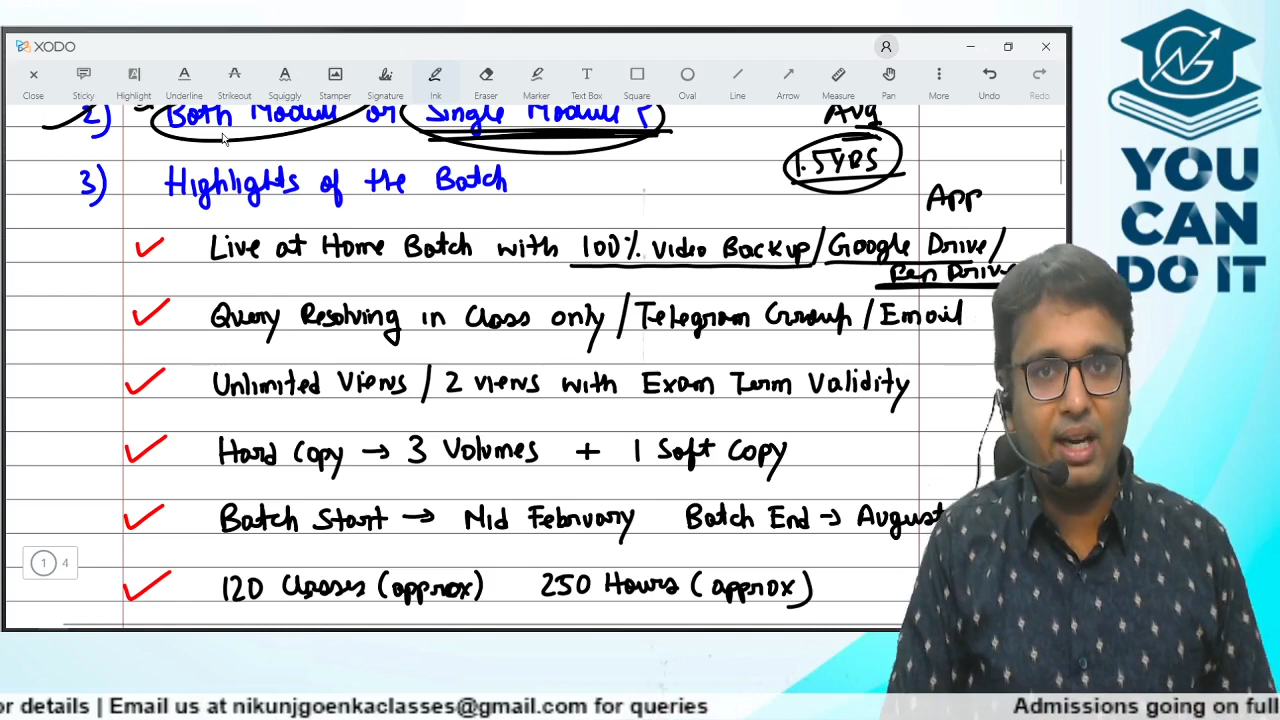 XODO
Close Sticky Highlight Underline Strikeout Squiggly Stamper Signature Ink Eraser Marker Text Box Square Oval Line Arrow Measure Pan More Undo Redo
2) Both Module or Single Module ?
Avg
1.5 YRS
3) Highlights of the Batch
App
Live at Home Batch with 100% Video Backup/Google Drive/
Pen Drive
Query Resolving in Class only/Telegram Group/Email
Unlimited Views / 2 views with Exam Term Validity
Hard Copy → 3 Volumes + 1 Soft Copy
Batch Start → Mid February Batch End → August
120 Classes (approx) 250 Hours (approx)
1 4
NG
YOU
CAN
DO IT
or details | Email us at nikunjgoenkaclasses@gmail.com for queries Admissions going on full